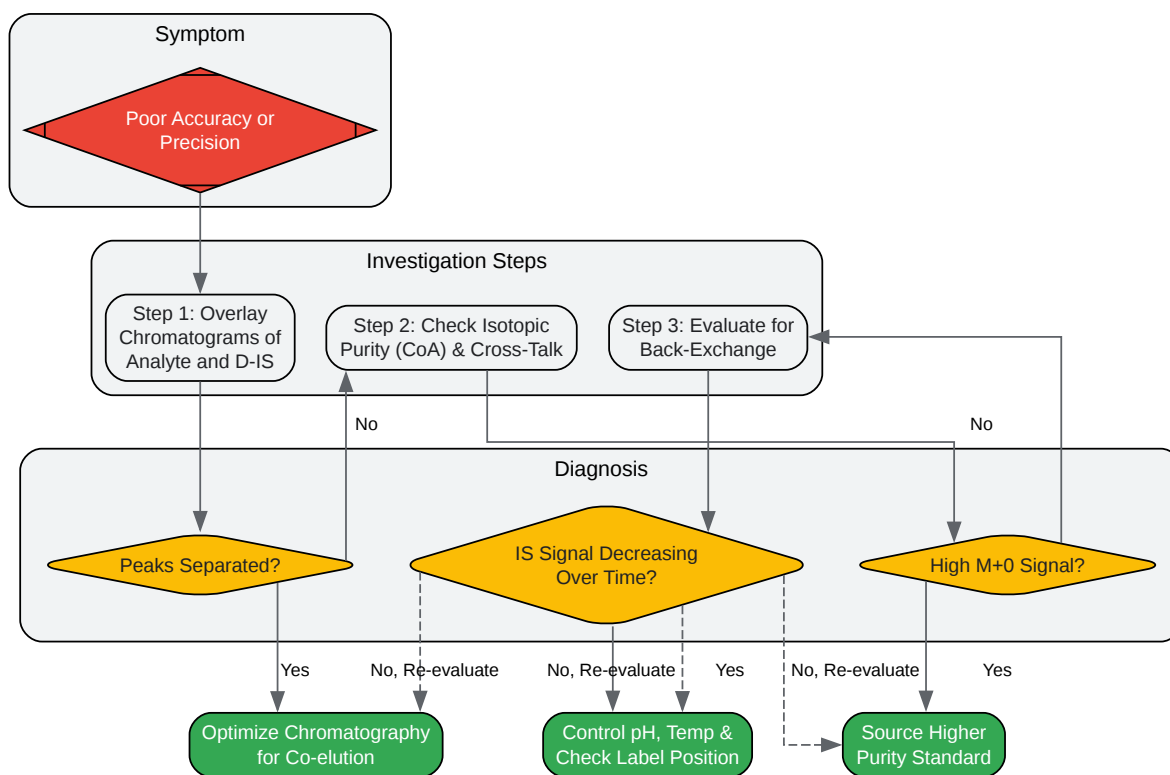 Symptom
Poor Accuracy or
Precision
Investigation Steps
Step 1: Overlay
Chromatograms of
Analyte and D-IS
Step 2: Check Isotopic
Purity (CoA) & Cross-Talk
Step 3: Evaluate for
Back-Exchange
No
No
Diagnosis
Peaks Separated?
IS Signal Decreasing
Over Time?
High M+0 Signal?
Yes
No, Re-evaluate
No, Re-evaluate
Yes
No, Re-evaluate
Yes
Optimize Chromatography
for Co-elution
Control pH, Temp &
Check Label Position
Source Higher
Purity Standard